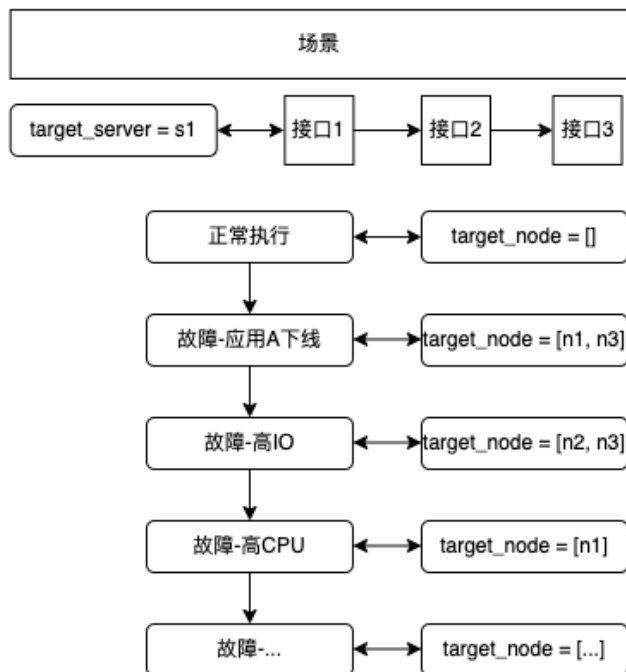 场景
target_server = s1
接口1
接口2
接口3
正常执行
target_node = []
故障-应用A下线
target_node = [n1, n3]
故障-高IO
target_node = [n2, n3]
故障-高CPU
target_node = [n1]
故障-...
target_node = [...]